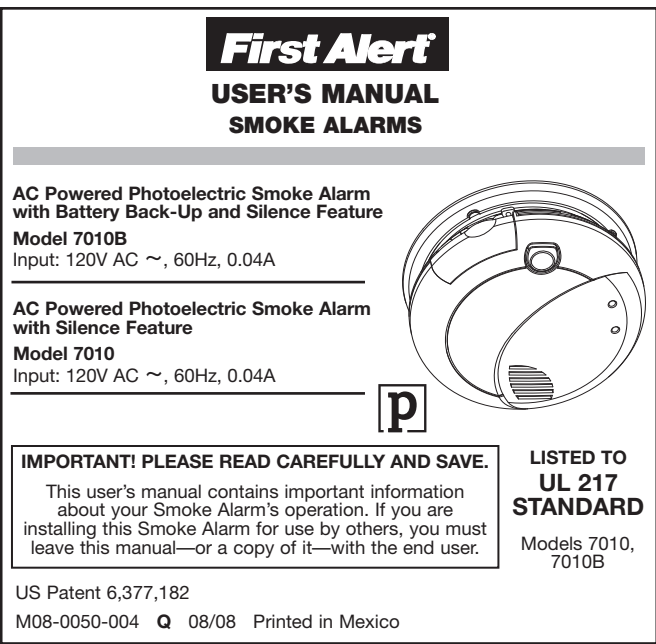 First Alert
USER'S MANUAL
SMOKE ALARMS
AC Powered Photoelectric Smoke Alarm
with Battery Back-Up and Silence Feature
Model 7010B
Input: 120V AC ~, 60Hz, 0.04A
AC Powered Photoelectric Smoke Alarm
with Silence Feature
Model 7010
Input: 120V AC ~, 60Hz, 0.04A
p
IMPORTANT! PLEASE READ CAREFULLY AND SAVE.
This user's manual contains important information
about your Smoke Alarm's operation. If you are
installing this Smoke Alarm for use by others, you must
leave this manual—or a copy of it—with the end user.
LISTED TO
UL 217
STANDARD
Models 7010,
7010B
US Patent 6,377,182
M08-0050-004 Q 08/08 Printed in Mexico